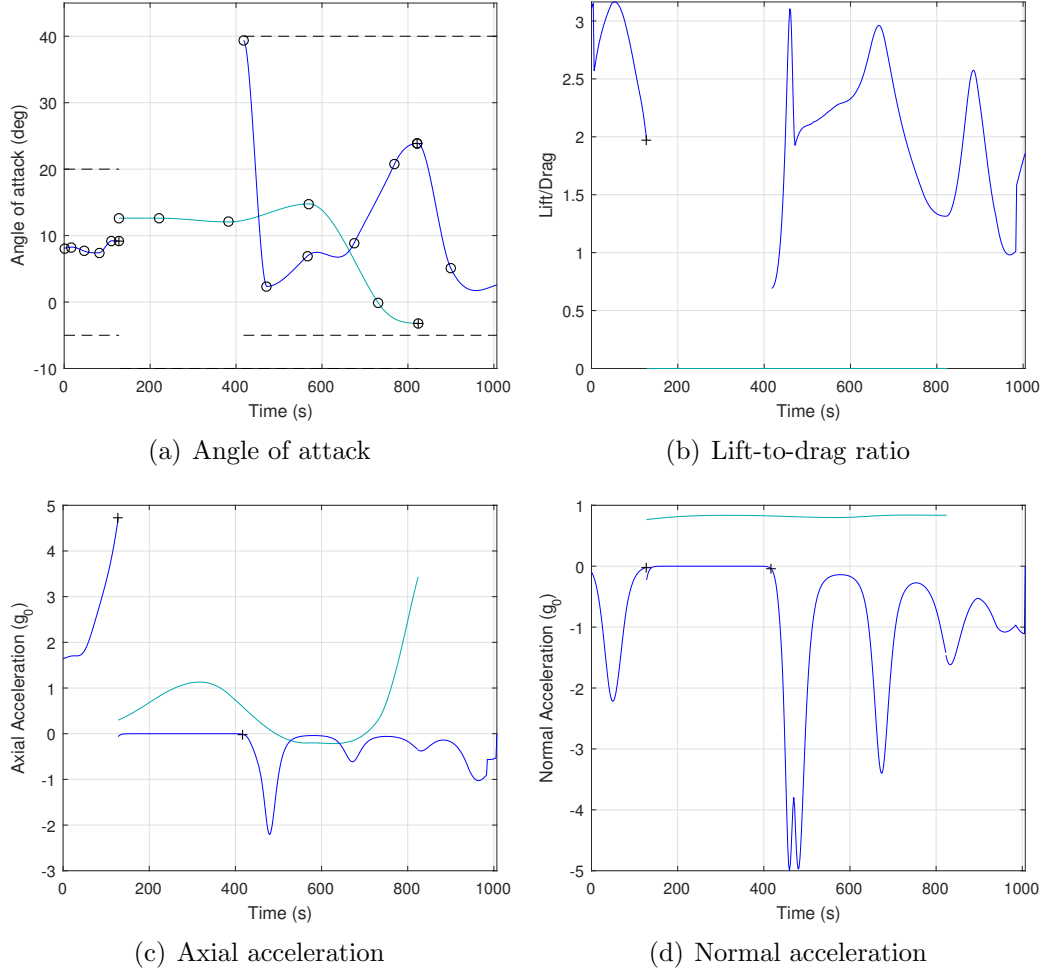 40
30
20
10
0
-10
Angle of attack (deg)
0 200 400 600 800 1000
Time (s)
(a) Angle of attack
3
2.5
2
1.5
1
0.5
0
Lift/Drag
0 200 400 600 800 1000
Time (s)
(b) Lift-to-drag ratio
5
4
3
2
1
0
-1
-2
-3
Axial Acceleration (g₀)
0 200 400 600 800 1000
Time (s)
(c) Axial acceleration
1
0
-1
-2
-3
-4
-5
Normal Acceleration (g₀)
0 200 400 600 800 1000
Time (s)
(d) Normal acceleration